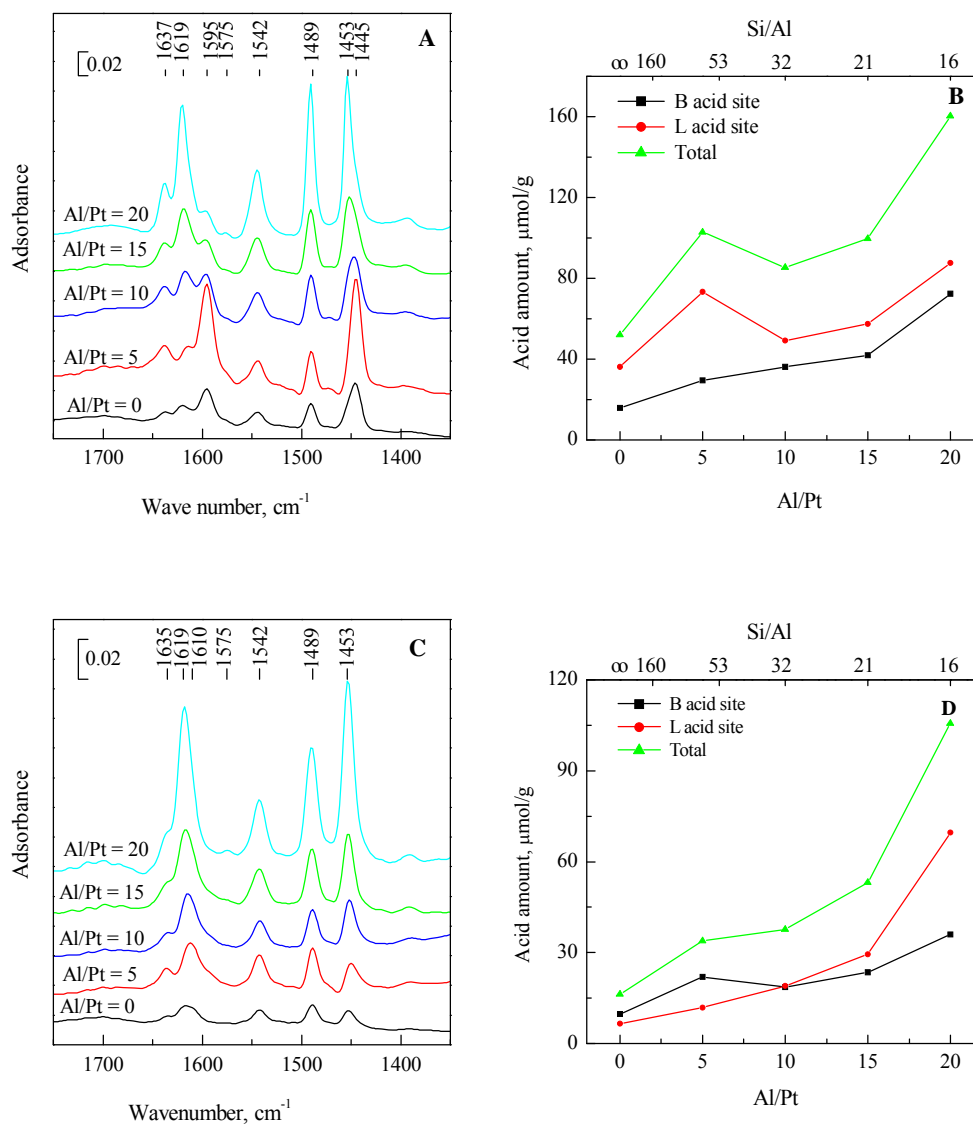 1637
1619
1595
1575
1542
1489
1453
1445
A
0.02
Al/Pt = 20
Al/Pt = 15
Al/Pt = 10
Al/Pt = 5
Al/Pt = 0
Adsorbance
1700 1600 1500 1400
Wave number, cm-1
Si/Al
∞ 160 53 32 21 16
B
B acid site
L acid site
Total
160
120
80
40
0
Acid amount, μmol/g
0 5 10 15 20
Al/Pt
1635
1619
1610
1575
1542
1489
1453
C
0.02
Al/Pt = 20
Al/Pt = 15
Al/Pt = 10
Al/Pt = 5
Al/Pt = 0
Adsorbance
1700 1600 1500 1400
Wavenumber, cm-1
Si/Al
∞ 160 53 32 21 16
D
B acid site
L acid site
Total
120
90
60
30
0
Acid amount, μmol/g
0 5 10 15 20
Al/Pt